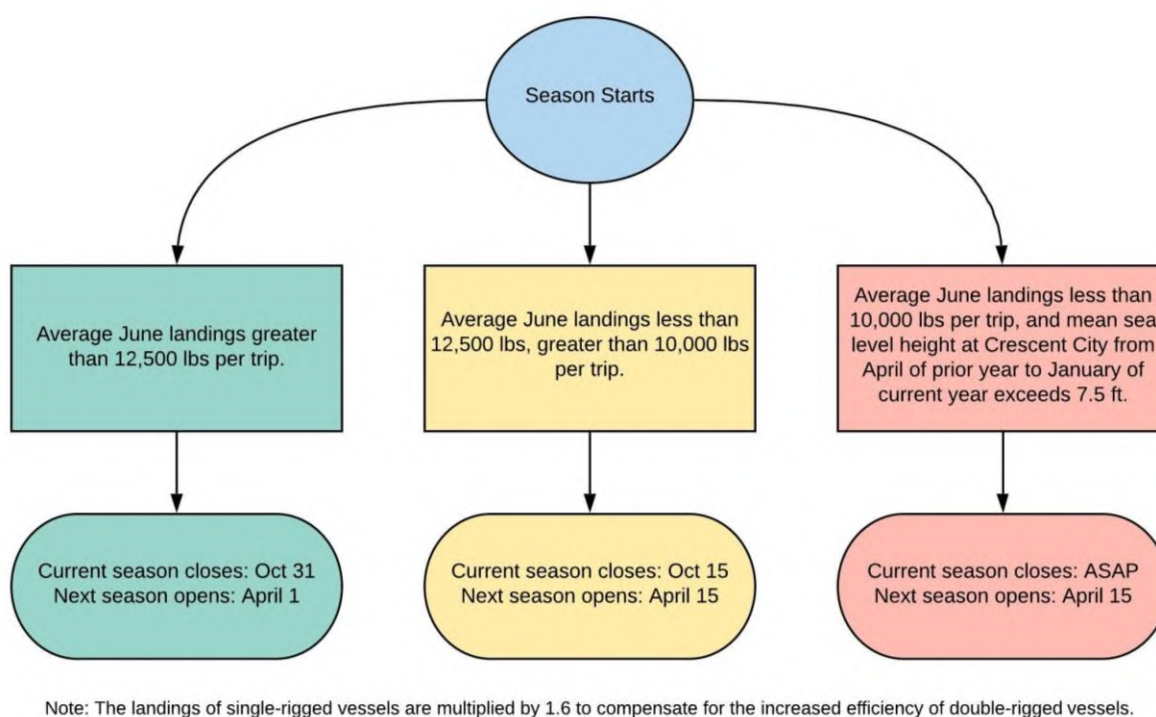 Season Starts
Average June landings greater
than 12,500 lbs per trip.
Average June landings less than
12,500 lbs, greater than 10,000 lbs
per trip.
Average June landings less than
10,000 lbs per trip, and mean sea
level height at Crescent City from
April of prior year to January of
current year exceeds 7.5 ft.
Current season closes: Oct 31
Next season opens: April 1
Current season closes: Oct 15
Next season opens: April 15
Current season closes: ASAP
Next season opens: April 15
Note: The landings of single-rigged vessels are multiplied by 1.6 to compensate for the increased efficiency of double-rigged vessels.